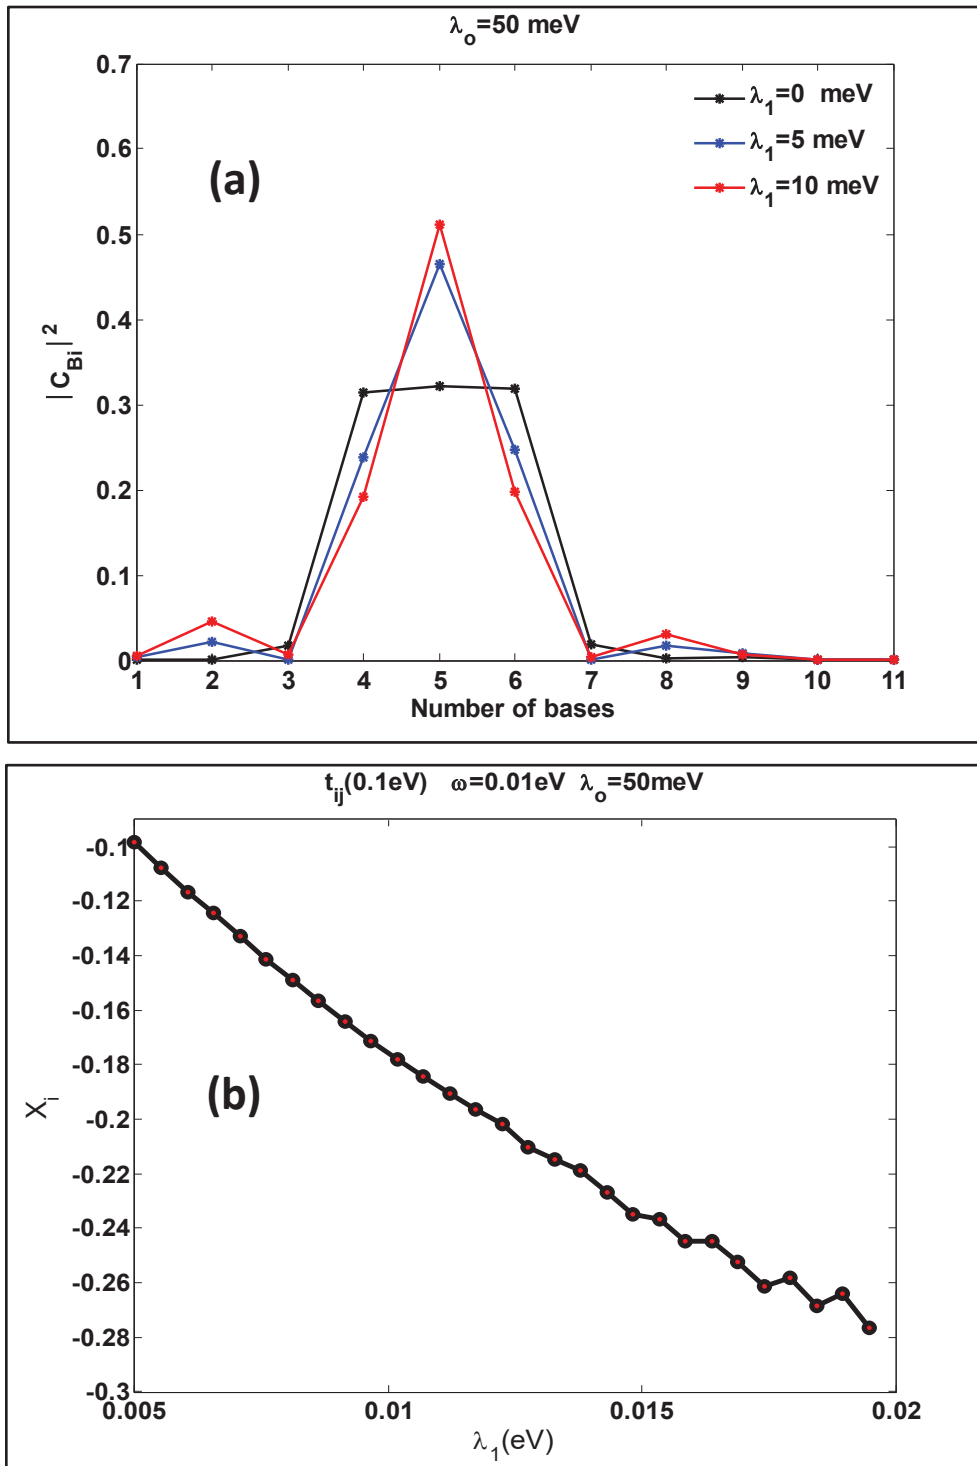 λo=50 meV
0.7
0.6
0.5
0.4
0.3
0.2
0.1
0
|C_Bi|²
(a)
λ1=0 meV
λ1=5 meV
λ1=10 meV
1 2 3 4 5 6 7 8 9 10 11
Number of bases
t_ij(0.1eV) ω=0.01eV λo=50meV
-0.1
-0.12
-0.14
-0.16
-0.18
-0.2
-0.22
-0.24
-0.26
-0.28
-0.3
X_i
(b)
0.005 0.01 0.015 0.02
λ1(eV)